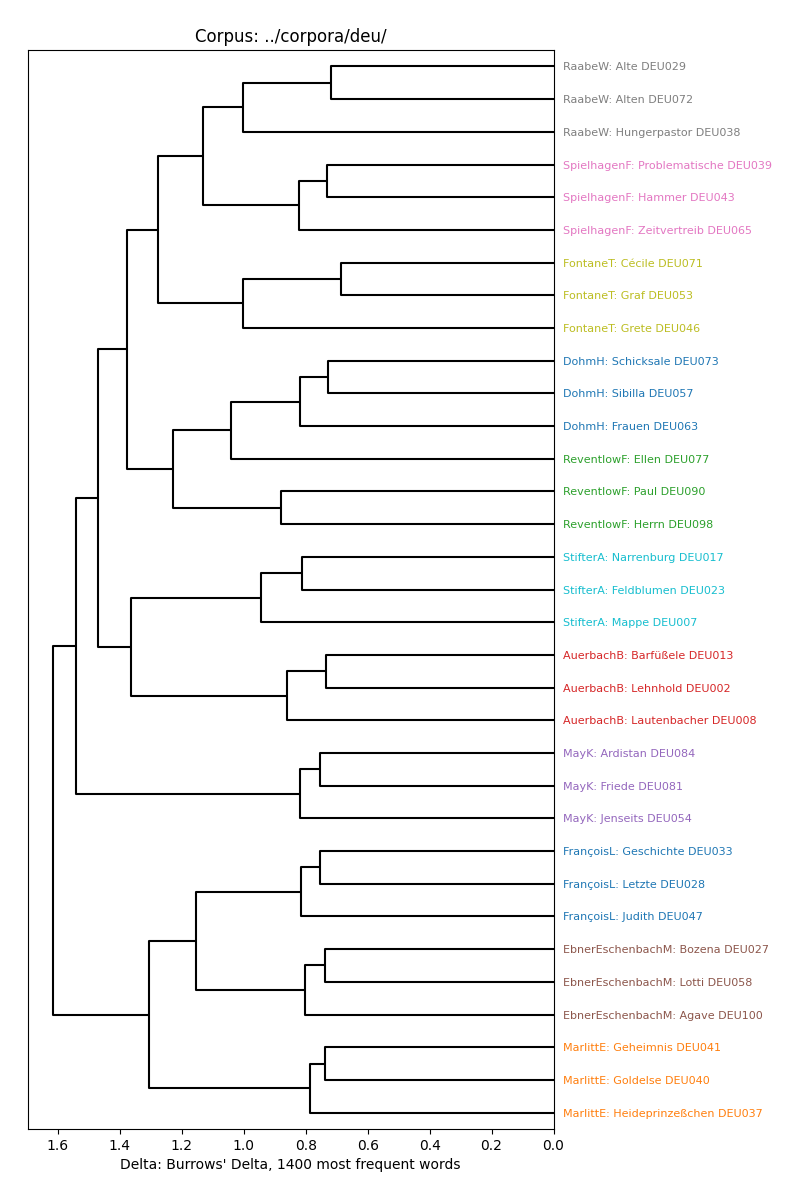 Corpus: ../corpora/deu/
RaabeW: Alte DEU029
RaabeW: Alten DEU072
RaabeW: Hungerpastor DEU038
SpielhagenF: Problematische DEU039
SpielhagenF: Hammer DEU043
SpielhagenF: Zeitvertreib DEU065
FontaneT: Cécile DEU071
FontaneT: Graf DEU053
FontaneT: Grete DEU046
DohmH: Schicksale DEU073
DohmH: Sibilla DEU057
DohmH: Frauen DEU063
ReventlowF: Ellen DEU077
ReventlowF: Paul DEU090
ReventlowF: Herrn DEU098
StifterA: Narrenburg DEU017
StifterA: Feldblumen DEU023
StifterA: Mappe DEU007
AuerbachB: Barfüßele DEU013
AuerbachB: Lehnhold DEU002
AuerbachB: Lautenbacher DEU008
MayK: Ardistan DEU084
MayK: Friede DEU081
MayK: Jenseits DEU054
FrançoisL: Geschichte DEU033
FrançoisL: Letzte DEU028
FrançoisL: Judith DEU047
EbnerEschenbachM: Bozena DEU027
EbnerEschenbachM: Lotti DEU058
EbnerEschenbachM: Agave DEU100
MarlittE: Geheimnis DEU041
MarlittE: Goldelse DEU040
MarlittE: Heideprinzeßchen DEU037
1.6 1.4 1.2 1.0 0.8 0.6 0.4 0.2 0.0
Delta: Burrows' Delta, 1400 most frequent words